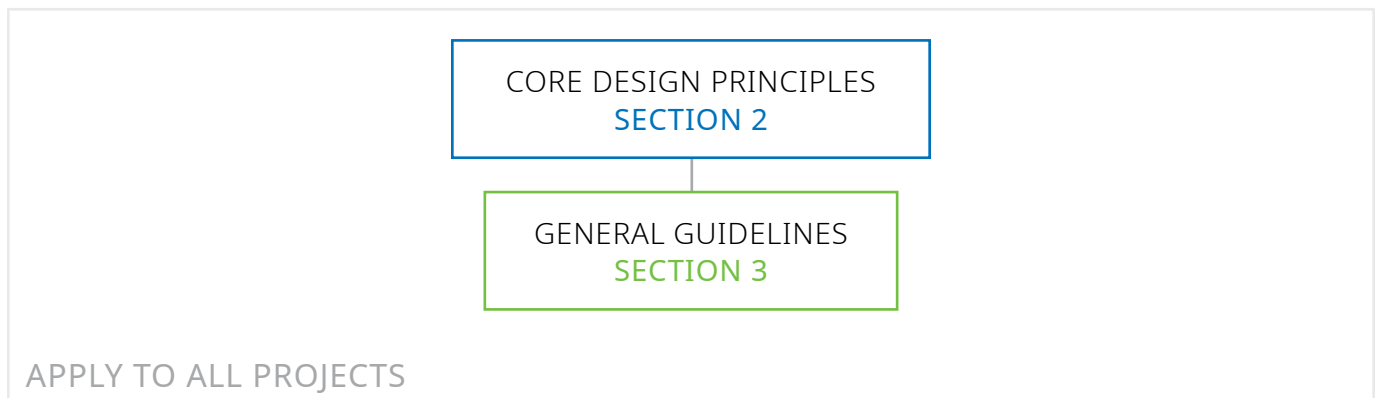 CORE DESIGN PRINCIPLES
SECTION 2
GENERAL GUIDELINES
SECTION 3
APPLY TO ALL PROJECTS